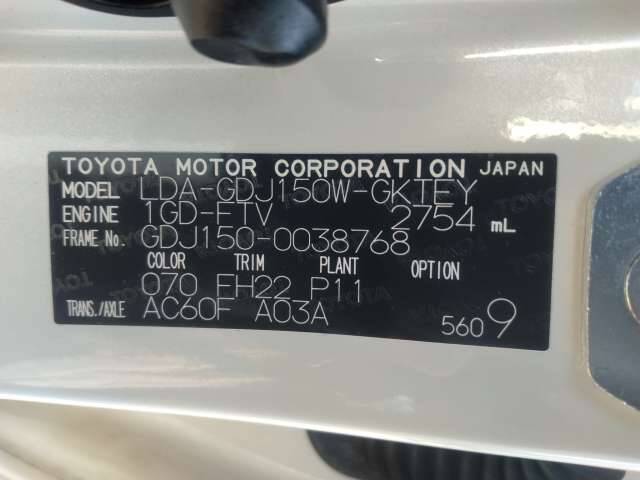 TOYOTA MOTOR CORPORATION JAPAN
MODEL LDA-GDJ150W-GKTEY
ENGINE 1GD-FTV 2754 mL
FRAME No. GDJ150-0038768
COLOR TRIM PLANT OPTION
070 FH22 P11
TRANS./AXLE AC60F A03A
5609